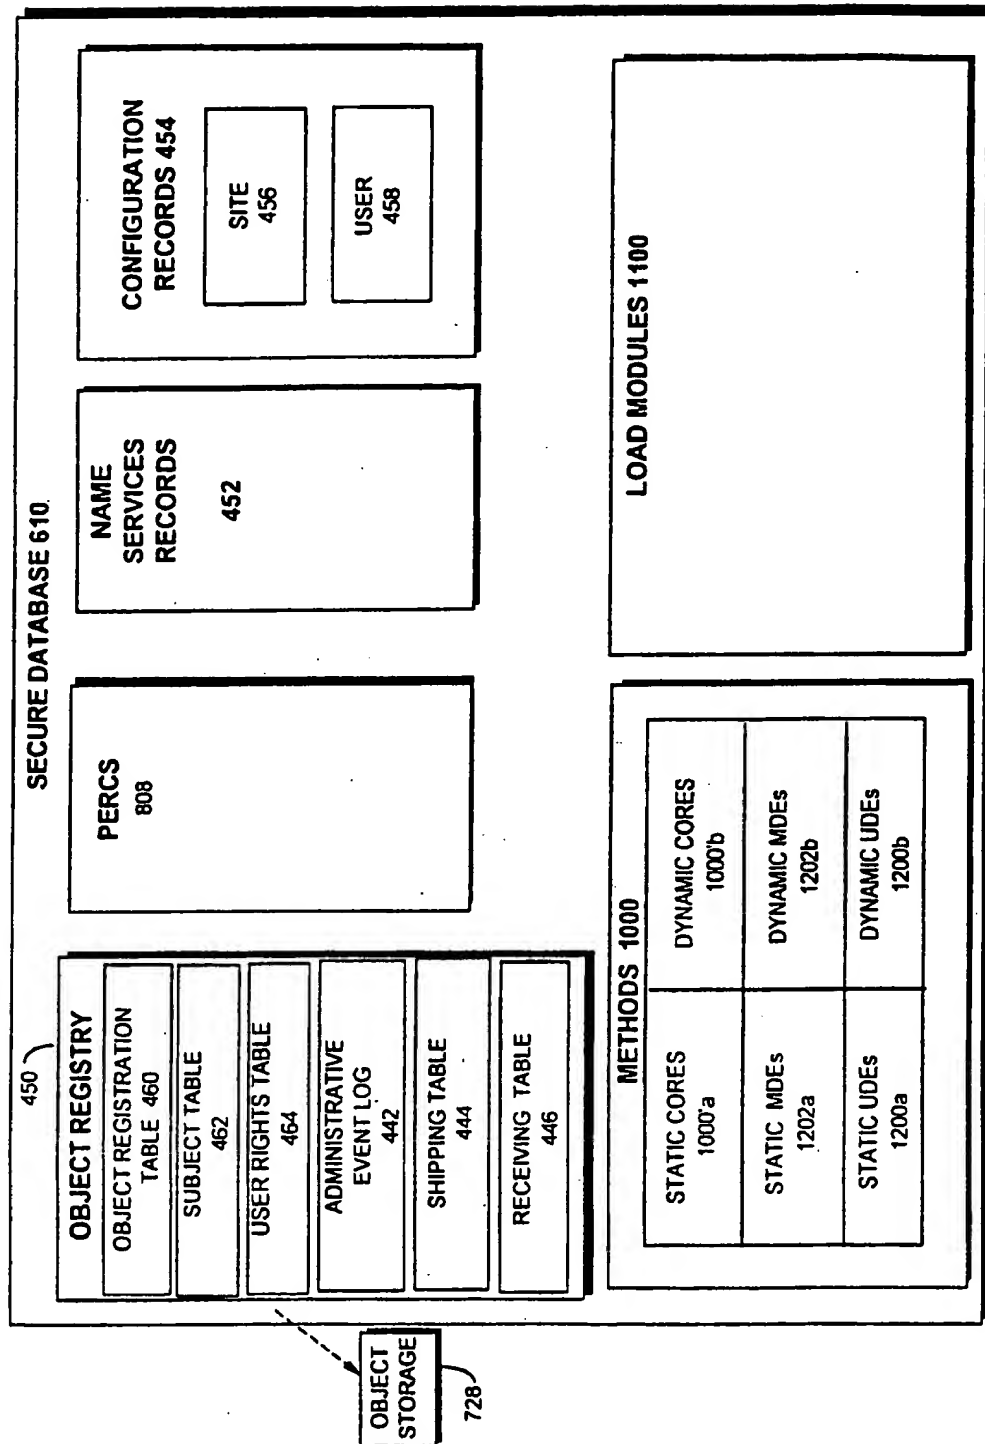 SECURE DATABASE 610
450
OBJECT REGISTRY
OBJECT REGISTRATION
TABLE 460
SUBJECT TABLE
462
USER RIGHTS TABLE
464
ADMINISTRATIVE
EVENT LOG
442
SHIPPING TABLE
444
RECEIVING TABLE
446
OBJECT
STORAGE
728
PERCS
808
NAME
SERVICES
RECORDS
452
CONFIGURATION
RECORDS 454
SITE
456
USER
458
METHODS 1000
STATIC CORES
1000'a
DYNAMIC CORES
1000'b
STATIC MDEs
1202a
DYNAMIC MDEs
1202b
STATIC UDEs
1200a
DYNAMIC UDEs
1200b
LOAD MODULES 1100